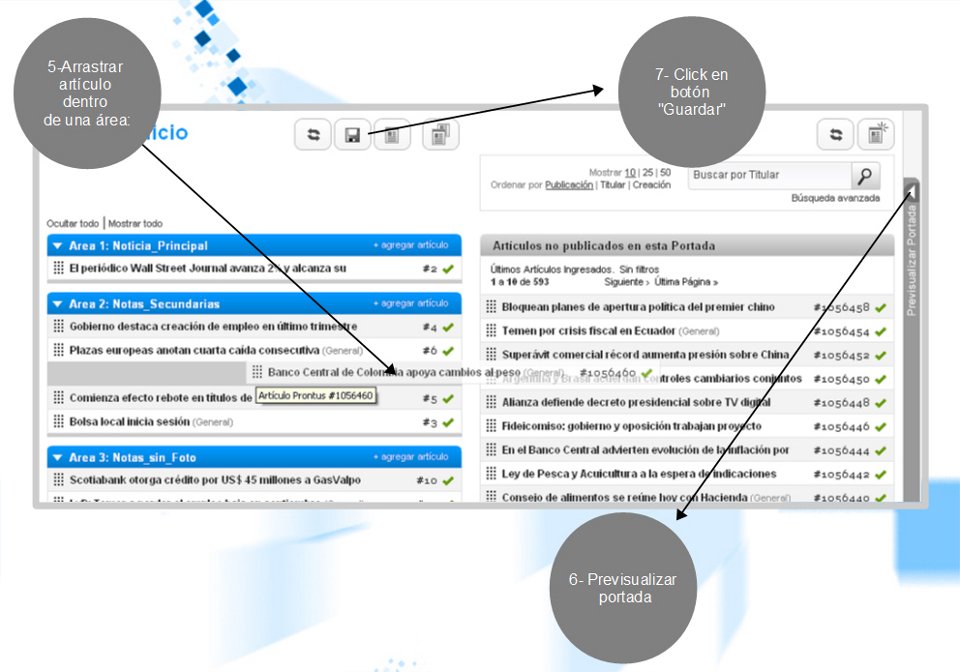 5-Arrastrar
artículo
dentro
de una área:
7- Click en
botón
"Guardar"
icio
Mostrar 10 | 25 | 50
Ordenar por Publicación | Titular | Creación
Buscar por Titular
Búsqueda avanzada
Previsualizar Portada
Ocultar todo | Mostrar todo
Area 1: Noticia_Principal + agregar artículo
El periódico Wall Street Journal avanza 2% y alcanza su #2
Area 2: Notas_Secundarias + agregar artículo
Gobierno destaca creación de empleo en último trimestre #4
Plazas europeas anotan cuarta caída consecutiva (General) #6
Banco Central de Colombia apoya cambios al peso (General) #1056460
Artículo Prontus #1056460
Comienza efecto rebote en títulos de #5
Bolsa local inicia sesión (General) #3
Area 3: Notas_sin_Foto + agregar artículo
Scotiabank otorga crédito por US$ 45 millones a GasValpo #10
Artículos no publicados en esta Portada
Últimos Artículos Ingresados. Sin filtros
1 a 10 de 593 Siguiente > Última Página »
Bloquean planes de apertura política del premier chino #1056458
Temen por crisis fiscal en Ecuador (General) #1056454
Superávit comercial récord aumenta presión sobre China #1056452
Argentina y Brasil acuerdan controles cambiarios conjuntos #1056450
Alianza defiende decreto presidencial sobre TV digital #1056448
Fideicomiso: gobierno y oposición trabajan proyecto #1056446
En el Banco Central advierten evolución de la inflación por #1056444
Ley de Pesca y Acuicultura a la espera de indicaciones #1056442
Consejo de alimentos se reúne hoy con Hacienda (General) #1056440
6- Previsualizar
portada